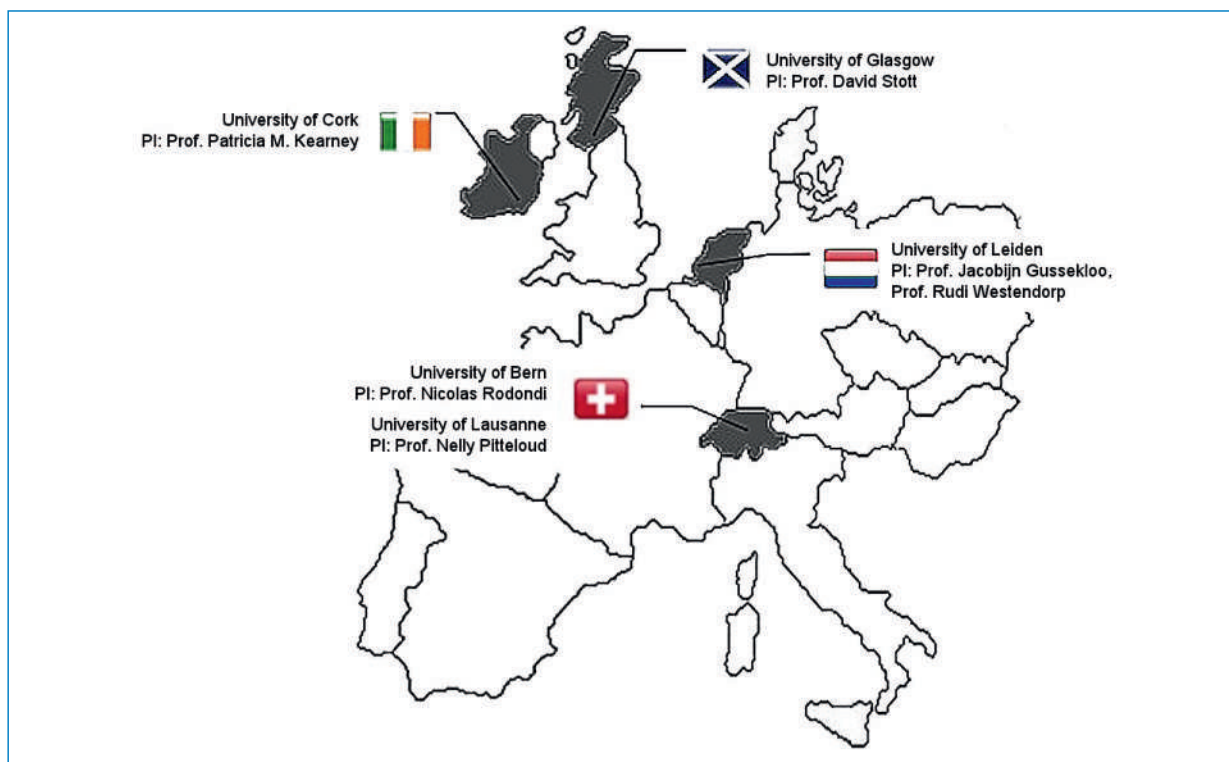 University of Glasgow
PI: Prof. David Stott
University of Cork
PI: Prof. Patricia M. Kearney
University of Leiden
PI: Prof. Jacobijn Gussekloo,
Prof. Rudi Westendorp
University of Bern
PI: Prof. Nicolas Rodondi
University of Lausanne
PI: Prof. Nelly Pitteloud